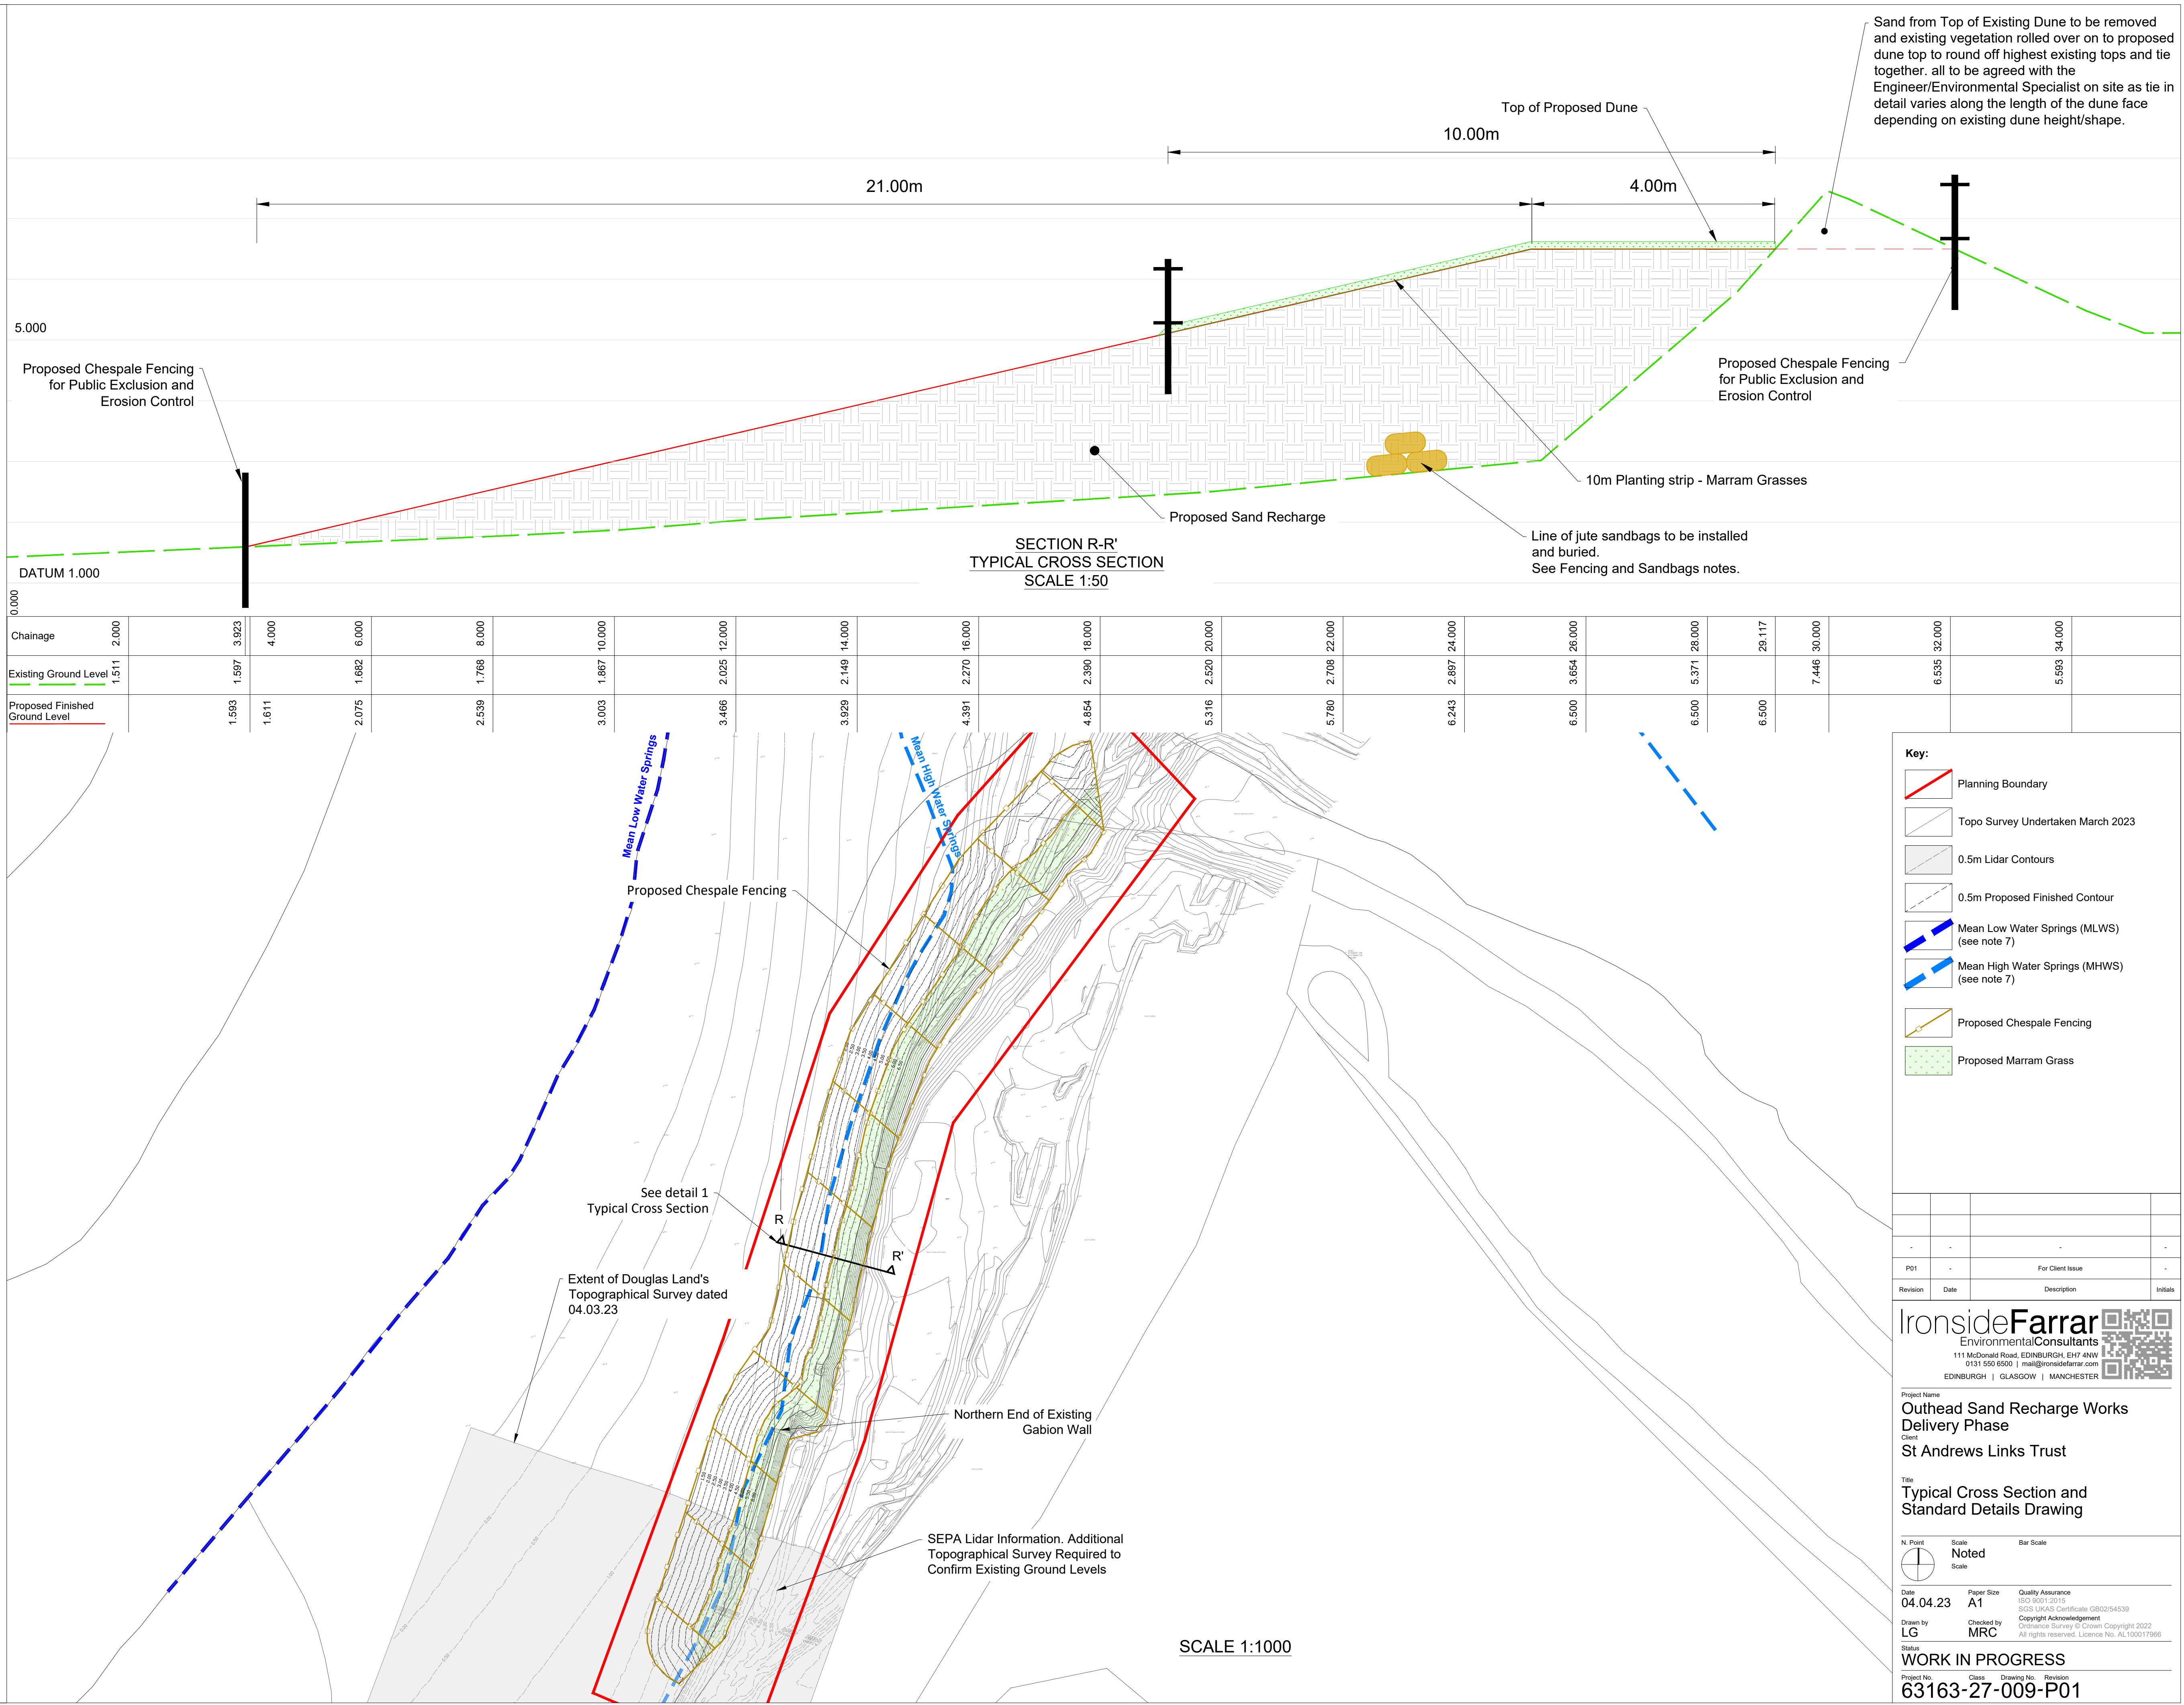 Sand from Top of Existing Dune to be removed
and existing vegetation rolled over on to proposed
dune top to round off highest existing tops and tie
together. all to be agreed with the
Engineer/Environmental Specialist on site as tie in
detail varies along the length of the dune face
depending on existing dune height/shape.
Top of Proposed Dune
10.00m
21.00m
4.00m
5.000
Proposed Chespale Fencing
for Public Exclusion and
Erosion Control
Proposed Chespale Fencing
for Public Exclusion and
Erosion Control
10m Planting strip - Marram Grasses
Proposed Sand Recharge
Line of jute sandbags to be installed
and buried.
See Fencing and Sandbags notes.
SECTION R-R'
TYPICAL CROSS SECTION
SCALE 1:50
DATUM 1.000
0.000
Chainage 2.000 3.923 4.000 6.000 8.000 10.000 12.000 14.000 16.000 18.000 20.000 22.000 24.000 26.000 28.000 29.117 30.000 32.000 34.000
Existing Ground Level 1.511 1.597 1.682 1.768 1.867 2.025 2.149 2.270 2.390 2.520 2.708 2.897 3.654 5.371 7.446 6.535 5.593
Proposed Finished
Ground Level
1.593 1.611 2.075 2.539 3.003 3.466 3.929 4.391 4.854 5.316 5.780 6.243 6.500 6.500 6.500
Mean Low Water Springs
Mean High Water Springs
Proposed Chespale Fencing
See detail 1
Typical Cross Section
R
R'
Extent of Douglas Land's
Topographical Survey dated
04.03.23
Northern End of Existing
Gabion Wall
SEPA Lidar Information. Additional
Topographical Survey Required to
Confirm Existing Ground Levels
SCALE 1:1000
Key:
Planning Boundary
Topo Survey Undertaken March 2023
0.5m Lidar Contours
0.5m Proposed Finished Contour
Mean Low Water Springs (MLWS)
(see note 7)
Mean High Water Springs (MHWS)
(see note 7)
Proposed Chespale Fencing
Proposed Marram Grass
- - - -
P01 - For Client Issue -
Revision Date Description Initials
IronsideFarrar
EnvironmentalConsultants
111 McDonald Road, EDINBURGH, EH7 4NW
0131 550 6500 | mail@ironsidefarrar.com
EDINBURGH | GLASGOW | MANCHESTER
Project Name
Outhead Sand Recharge Works
Delivery Phase
Client
St Andrews Links Trust
Title
Typical Cross Section and
Standard Details Drawing
N. Point Scale Bar Scale
Noted
Scale
Date Paper Size Quality Assurance
04.04.23 A1 ISO 9001:2015
SGS UKAS Certificate GB02/54539
Drawn by Checked by Copyright Acknowledgement
LG MRC Ordnance Survey © Crown Copyright 2022
All rights reserved. Licence No. AL100017966
Status
WORK IN PROGRESS
Project No. Class Drawing No. Revision
63163-27-009-P01